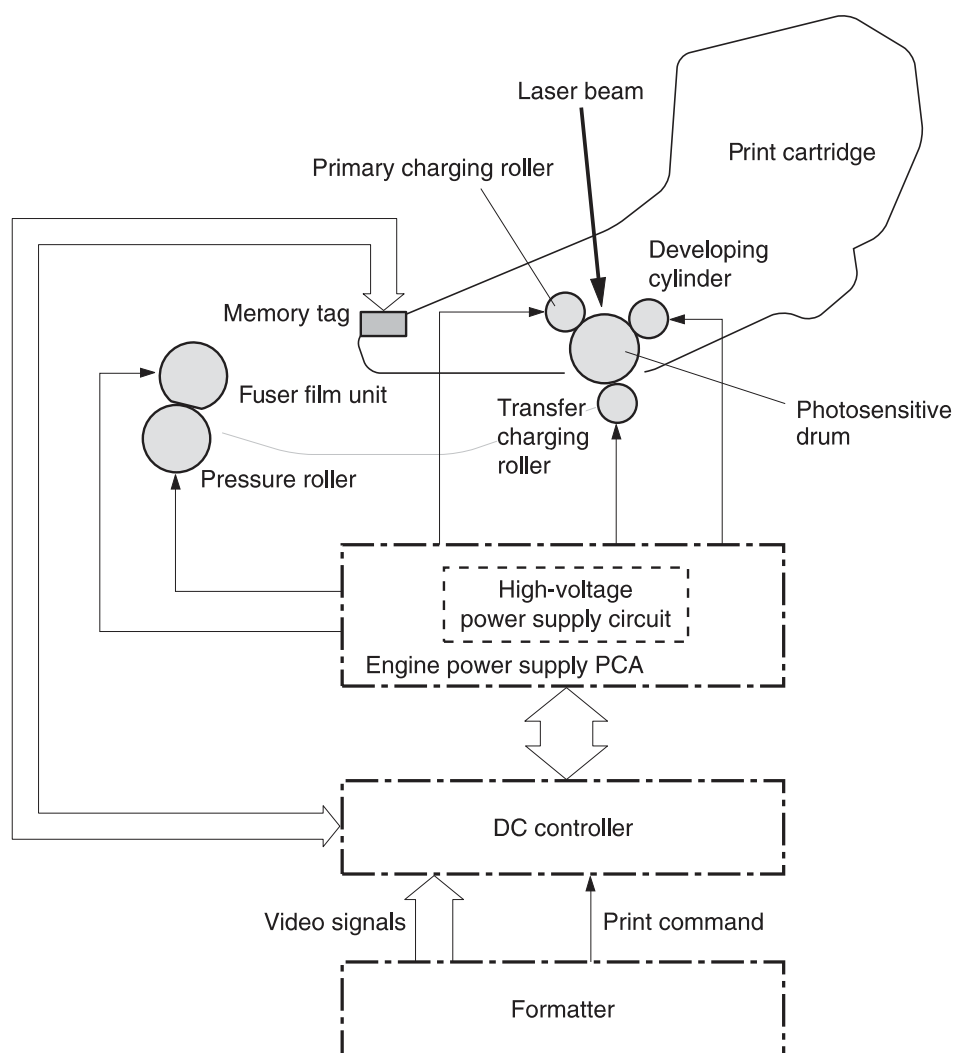 Laser beam
Print cartridge
Primary charging roller
Developing
cylinder
Memory tag
Fuser film unit
Transfer
charging
roller
Photosensitive
drum
Pressure roller
High-voltage
power supply circuit
Engine power supply PCA
DC controller
Video signals
Print command
Formatter